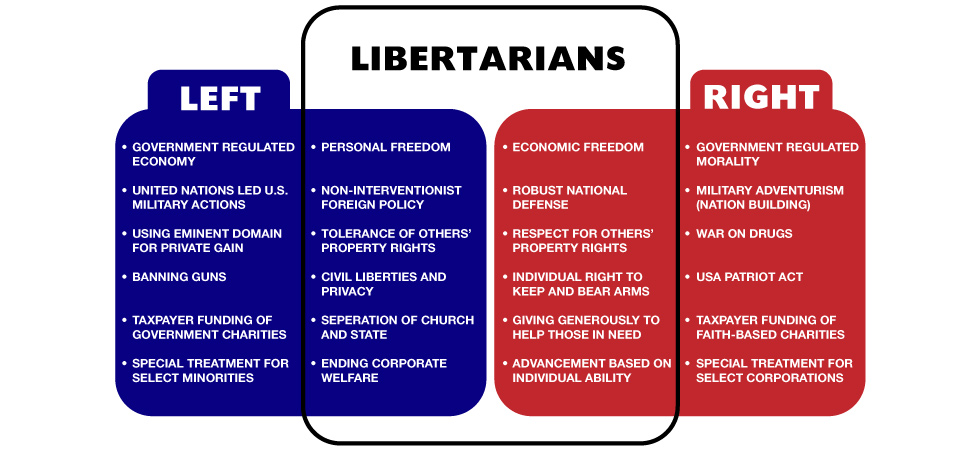 LIBERTARIANS
LEFT
• GOVERNMENT REGULATED
ECONOMY
• UNITED NATIONS LED U.S.
MILITARY ACTIONS
• USING EMINENT DOMAIN
FOR PRIVATE GAIN
• BANNING GUNS
• TAXPAYER FUNDING OF
GOVERNMENT CHARITIES
• SPECIAL TREATMENT FOR
SELECT MINORITIES
• PERSONAL FREEDOM
• NON-INTERVENTIONIST
FOREIGN POLICY
• TOLERANCE OF OTHERS’
PROPERTY RIGHTS
• CIVIL LIBERTIES AND
PRIVACY
• SEPERATION OF CHURCH
AND STATE
• ENDING CORPORATE
WELFARE
• ECONOMIC FREEDOM
• ROBUST NATIONAL
DEFENSE
• RESPECT FOR OTHERS’
PROPERTY RIGHTS
• INDIVIDUAL RIGHT TO
KEEP AND BEAR ARMS
• GIVING GENEROUSLY TO
HELP THOSE IN NEED
• ADVANCEMENT BASED ON
INDIVIDUAL ABILITY
RIGHT
• GOVERNMENT REGULATED
MORALITY
• MILITARY ADVENTURISM
(NATION BUILDING)
• WAR ON DRUGS
• USA PATRIOT ACT
• TAXPAYER FUNDING OF
FAITH-BASED CHARITIES
• SPECIAL TREATMENT FOR
SELECT CORPORATIONS